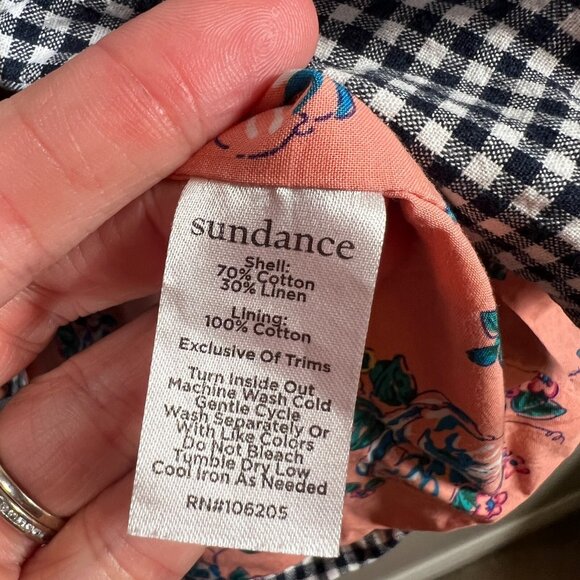 sundance
Shell:
70% Cotton
30% Linen
Lining:
100% Cotton
Exclusive Of Trims
Turn Inside Out
Machine Wash Cold
Gentle Cycle
Wash Separately Or
With Like Colors
Do Not Bleach
Tumble Dry Low
Cool Iron As Needed
RN#106205